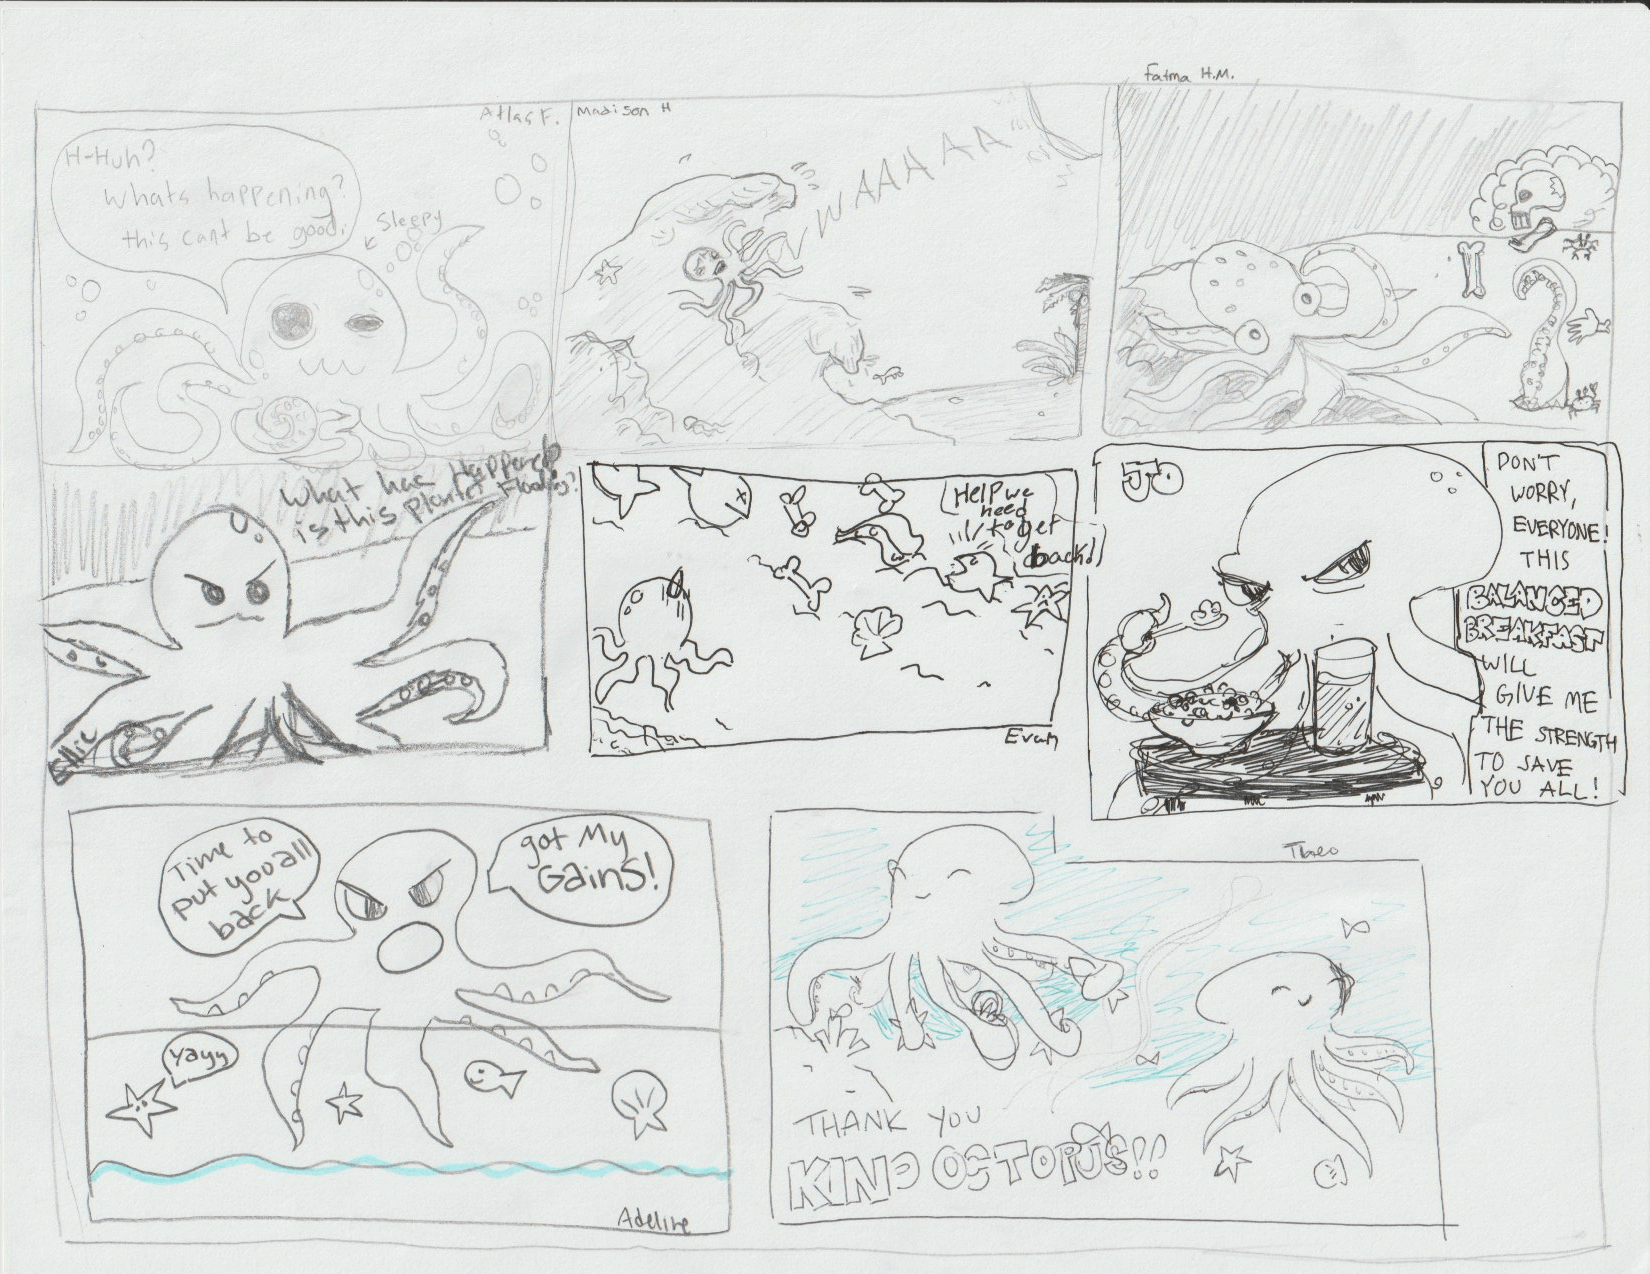 Fatma H.M.
Atlas F.
Madison H
H-Huh?
Whats happening?
this cant be good.
Sleepy
WAAAAAA
What has Happened
is this planet Flooding?
Ellie
Help we
need
to get
back!
Evan
JO
DON'T
WORRY,
EVERYONE!
THIS
BALANCED
BREAKFAST
WILL
GIVE ME
THE STRENGTH
TO SAVE
YOU ALL!
Time to
put you all
back
got My
Gains!
Yayy
Adeline
Theo
THANK YOU
KIND OCTOPUS!!